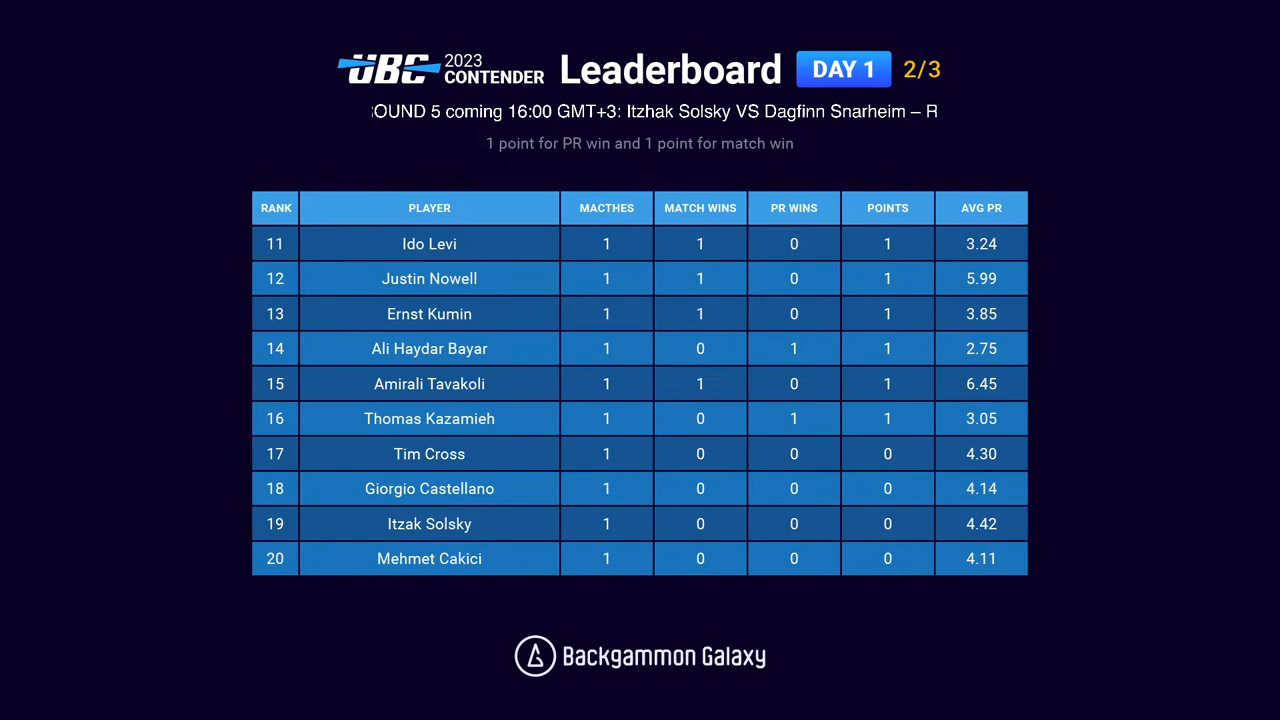 UBC 2023 CONTENDER Leaderboard DAY 1 2/3
OUND 5 coming 16:00 GMT+3: Itzhak Solsky VS Dagfinn Snarheim – R
1 point for PR win and 1 point for match win
RANK PLAYER MACTHES MATCH WINS PR WINS POINTS AVG PR
11 Ido Levi 1 1 0 1 3.24
12 Justin Nowell 1 1 0 1 5.99
13 Ernst Kumin 1 1 0 1 3.85
14 Ali Haydar Bayar 1 0 1 1 2.75
15 Amirali Tavakoli 1 1 0 1 6.45
16 Thomas Kazamieh 1 0 1 1 3.05
17 Tim Cross 1 0 0 0 4.30
18 Giorgio Castellano 1 0 0 0 4.14
19 Itzak Solsky 1 0 0 0 4.42
20 Mehmet Cakici 1 0 0 0 4.11
Backgammon Galaxy